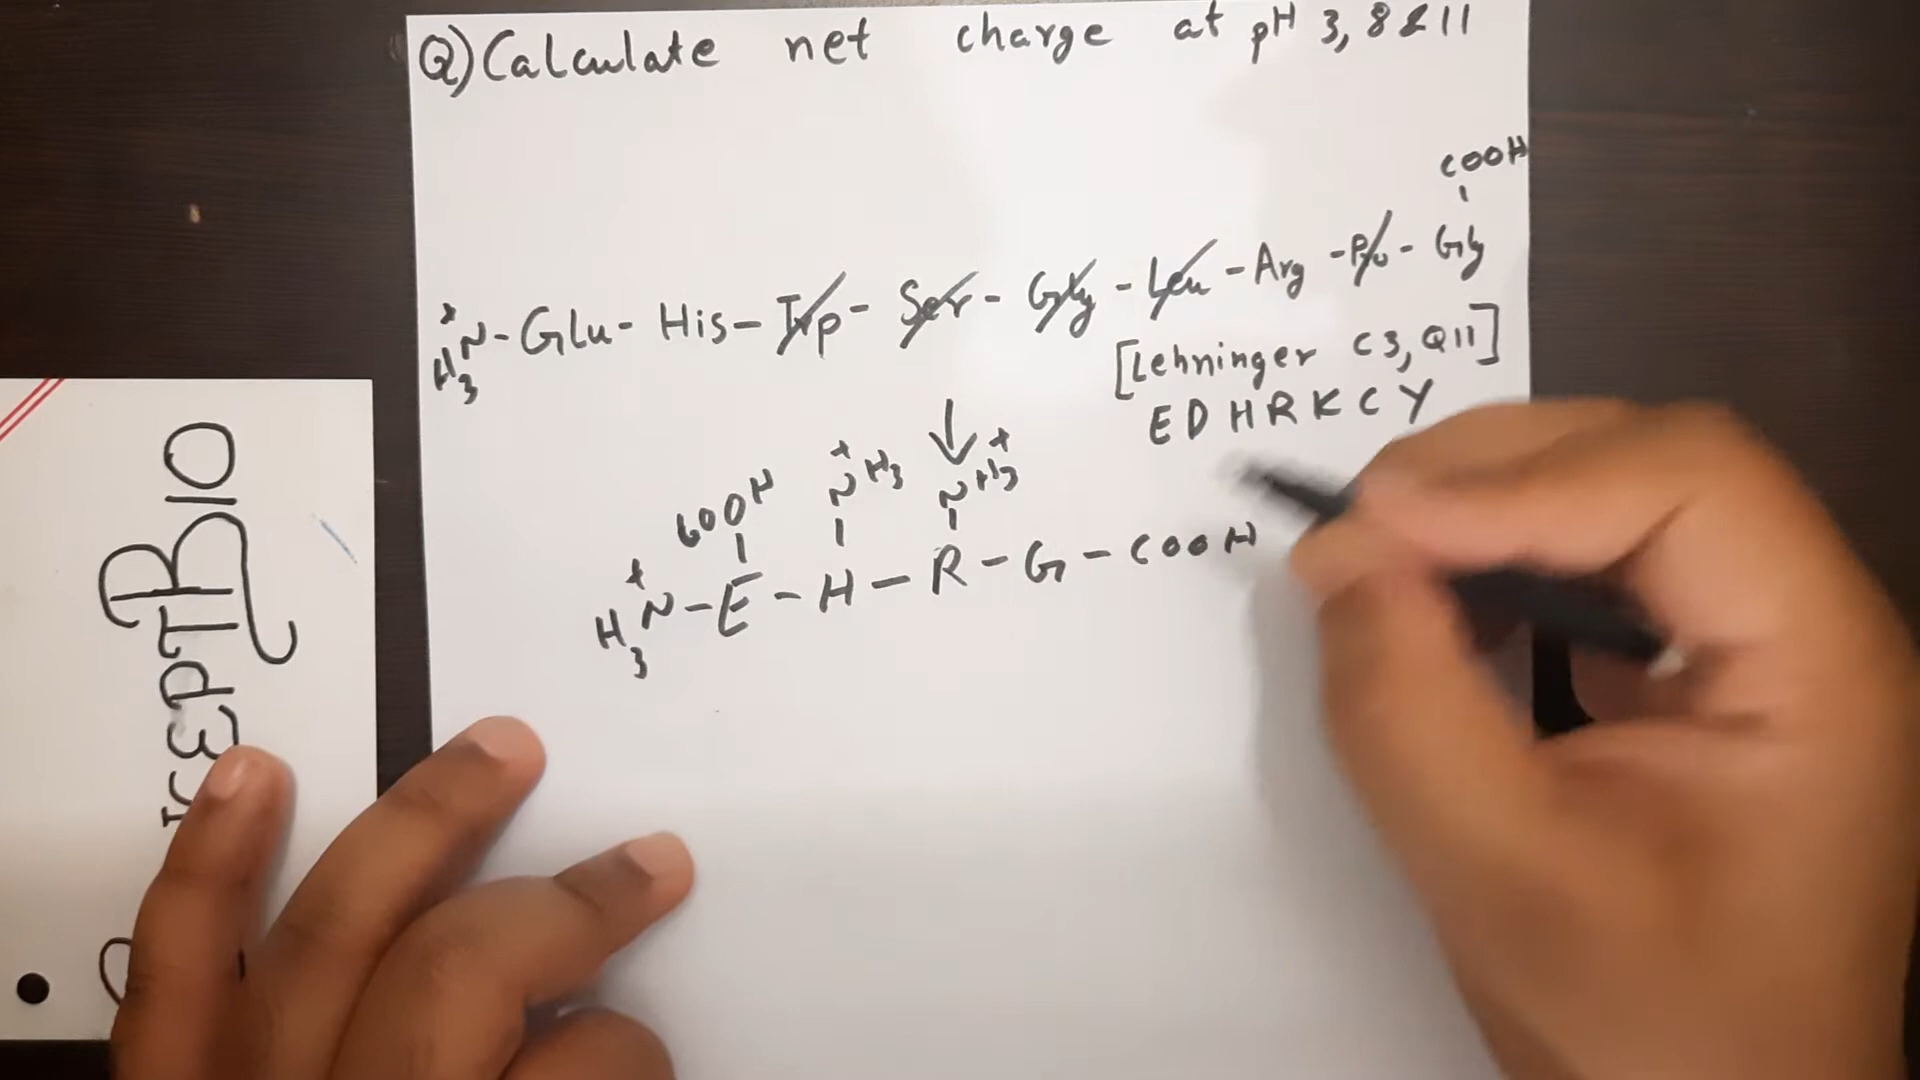 Q) Calculate net charge at pH 3, 8 & 11
COOH
H3N+ - Glu - His - Trp - Ser - Gly - Leu - Arg - Pro - Gly
[Lehninger C3, Q11]
E D H R K C Y
COOH +NH3 NH3+
H3N+ - E - H - R - G - COOH